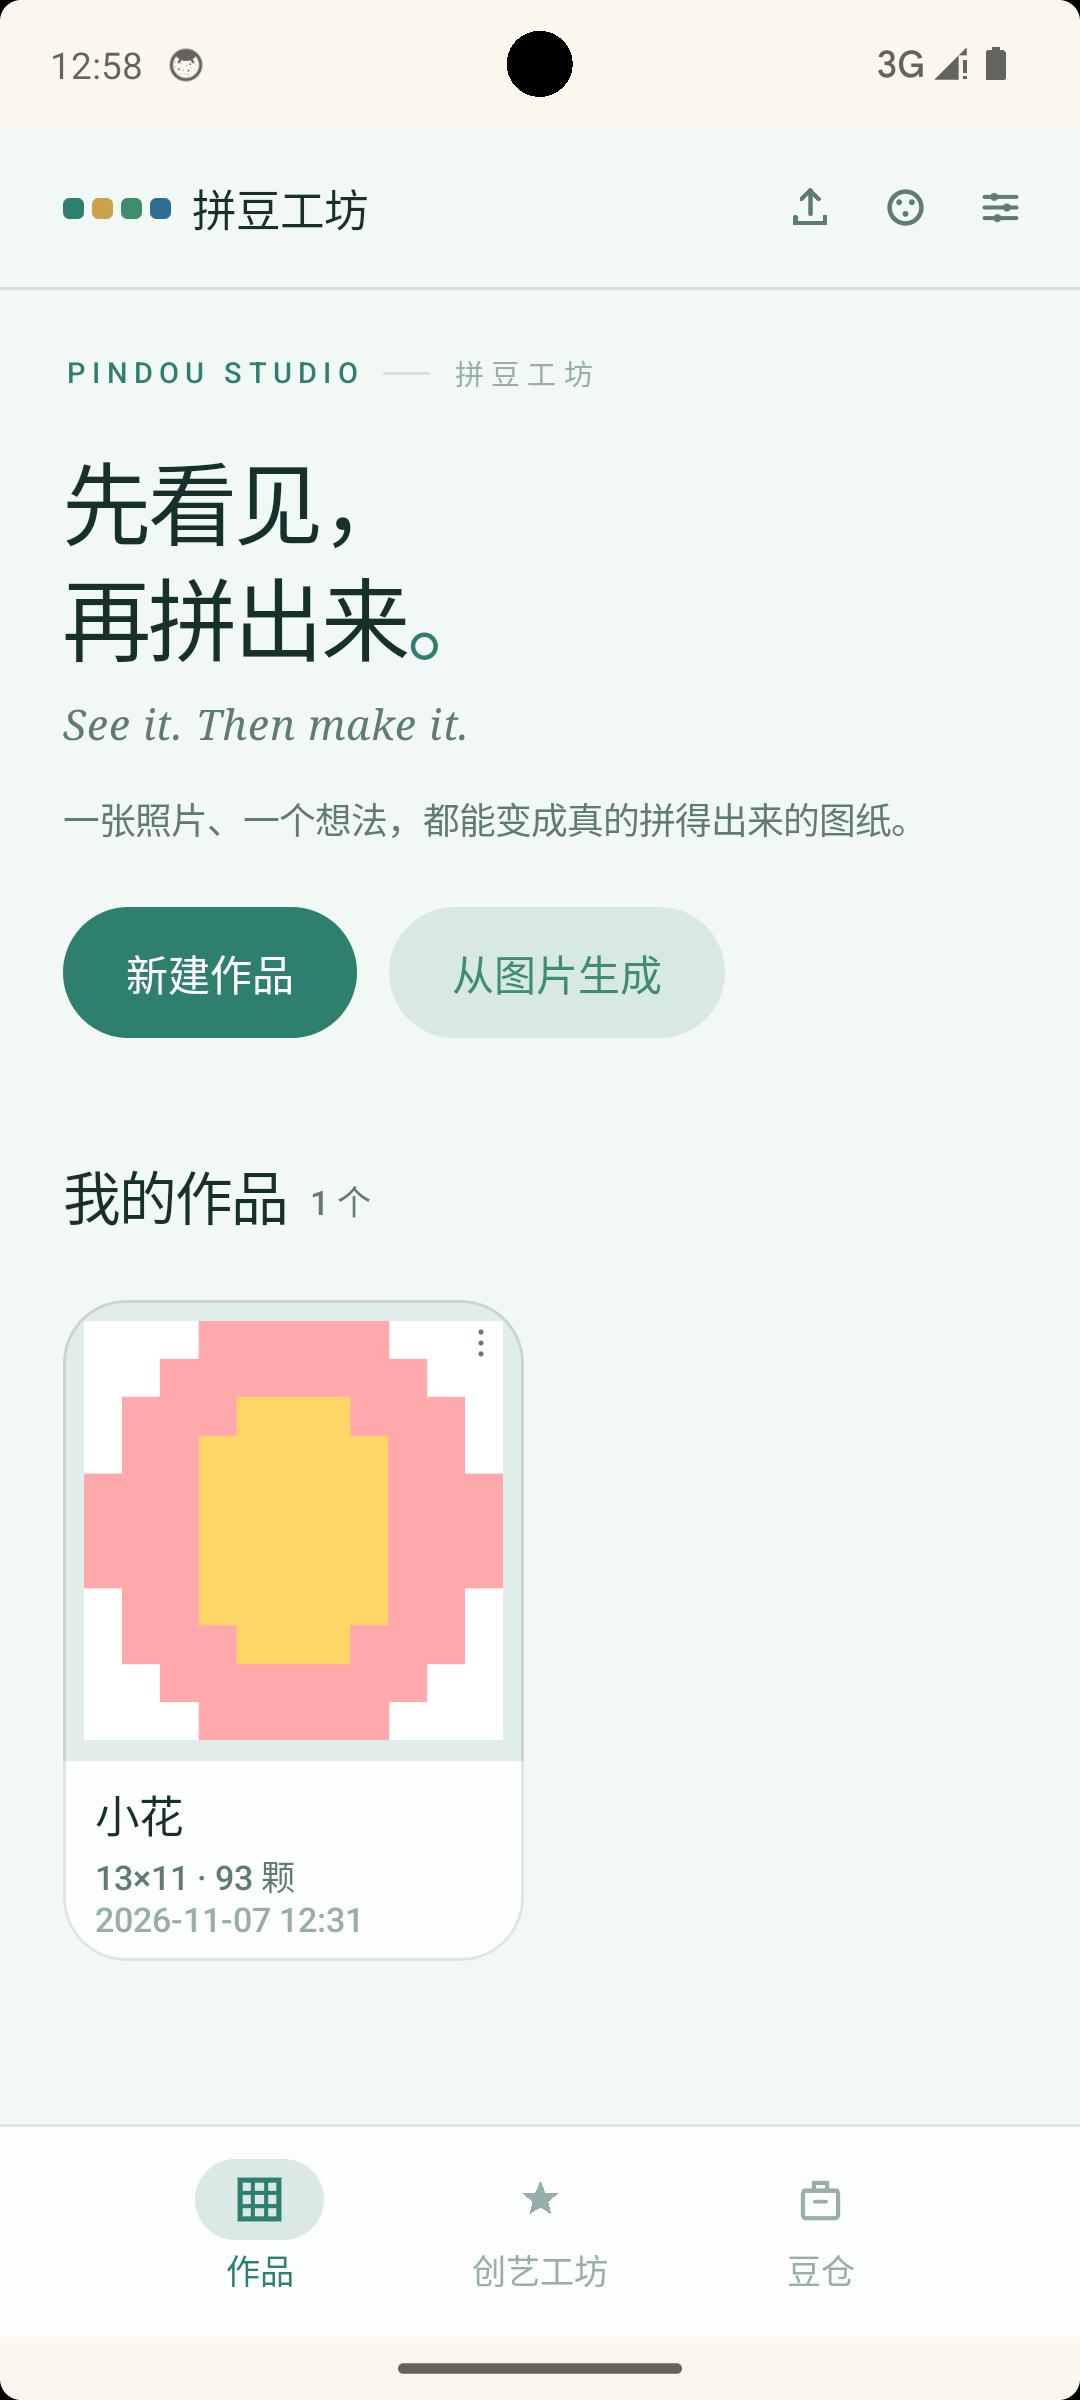 12:58
3G
拼豆工坊
PINDOU STUDIO 拼豆工坊
先看见，
再拼出来。
See it. Then make it.
一张照片、一个想法，都能变成真的拼得出来的图纸。
新建作品
从图片生成
我的作品 1 个
小花
13×11 · 93 颗
2026-11-07 12:31
作品
创艺工坊
豆仓